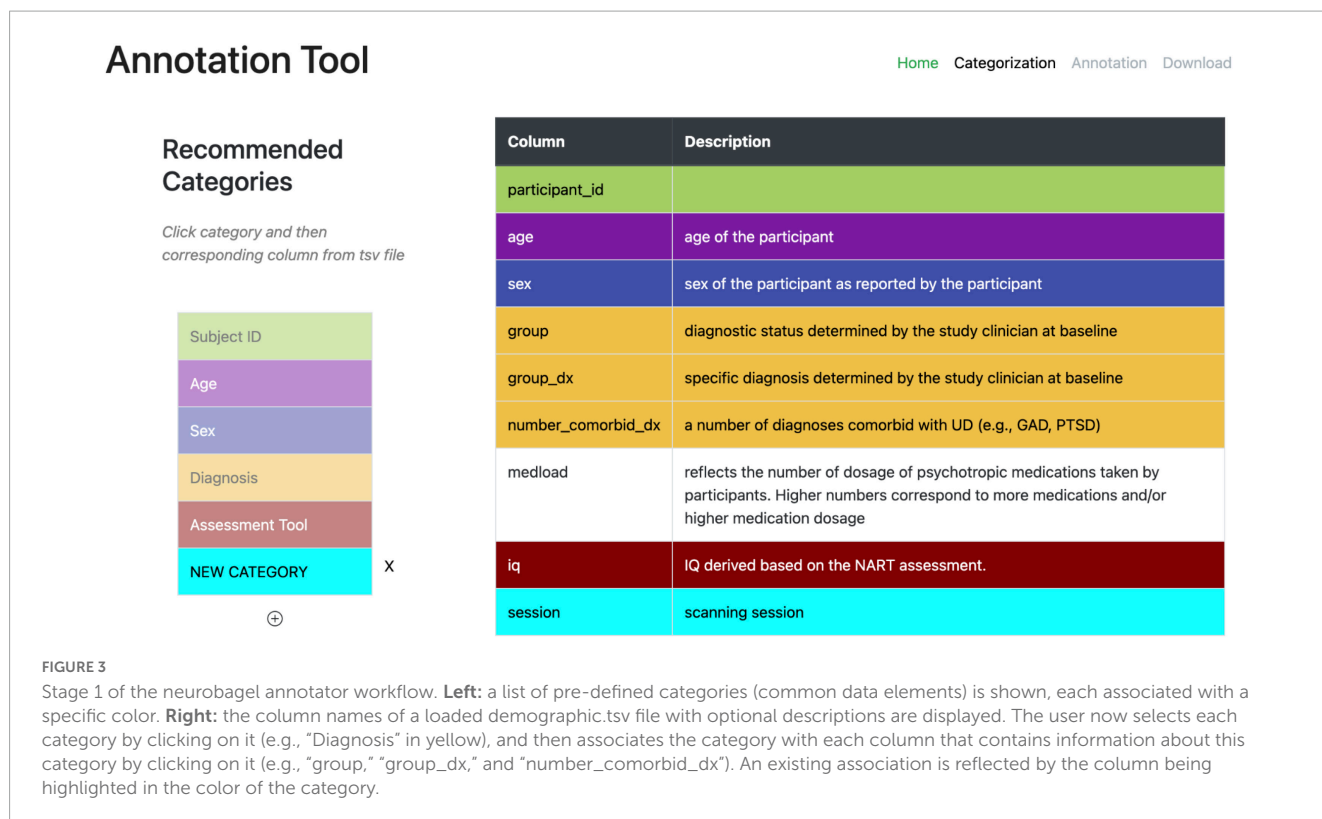 Annotation Tool
Home Categorization Annotation Download
Recommended
Categories
Click category and then
corresponding column from tsv file
Subject ID
Age
Sex
Diagnosis
Assessment Tool
NEW CATEGORY X
Column Description
participant_id
age age of the participant
sex sex of the participant as reported by the participant
group diagnostic status determined by the study clinician at baseline
group_dx specific diagnosis determined by the study clinician at baseline
number_comorbid_dx a number of diagnoses comorbid with UD (e.g., GAD, PTSD)
medload reflects the number of dosage of psychotropic medications taken by
participants. Higher numbers correspond to more medications and/or
higher medication dosage
iq IQ derived based on the NART assessment.
session scanning session
FIGURE 3
Stage 1 of the neurobagel annotator workflow. Left: a list of pre-defined categories (common data elements) is shown, each associated with a
specific color. Right: the column names of a loaded demographic.tsv file with optional descriptions are displayed. The user now selects each
category by clicking on it (e.g., “Diagnosis” in yellow), and then associates the category with each column that contains information about this
category by clicking on it (e.g., “group,” “group_dx,” and “number_comorbid_dx”). An existing association is reflected by the column being
highlighted in the color of the category.